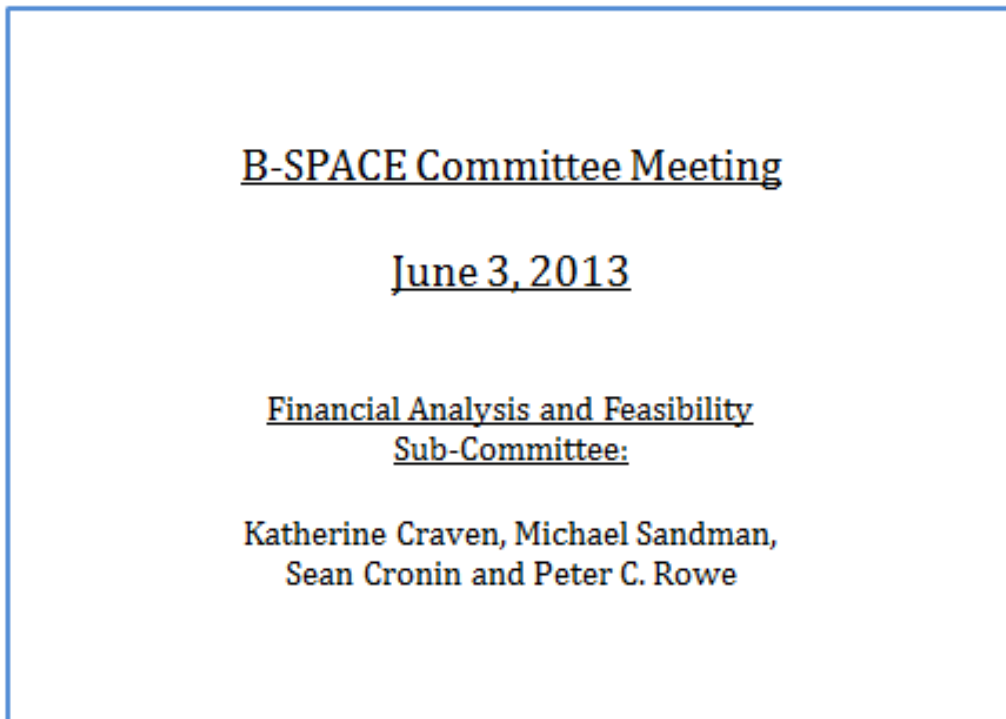 B-SPACE Committee Meeting
June 3, 2013
Financial Analysis and Feasibility
Sub-Committee:
Katherine Craven, Michael Sandman,
Sean Cronin and Peter C. Rowe